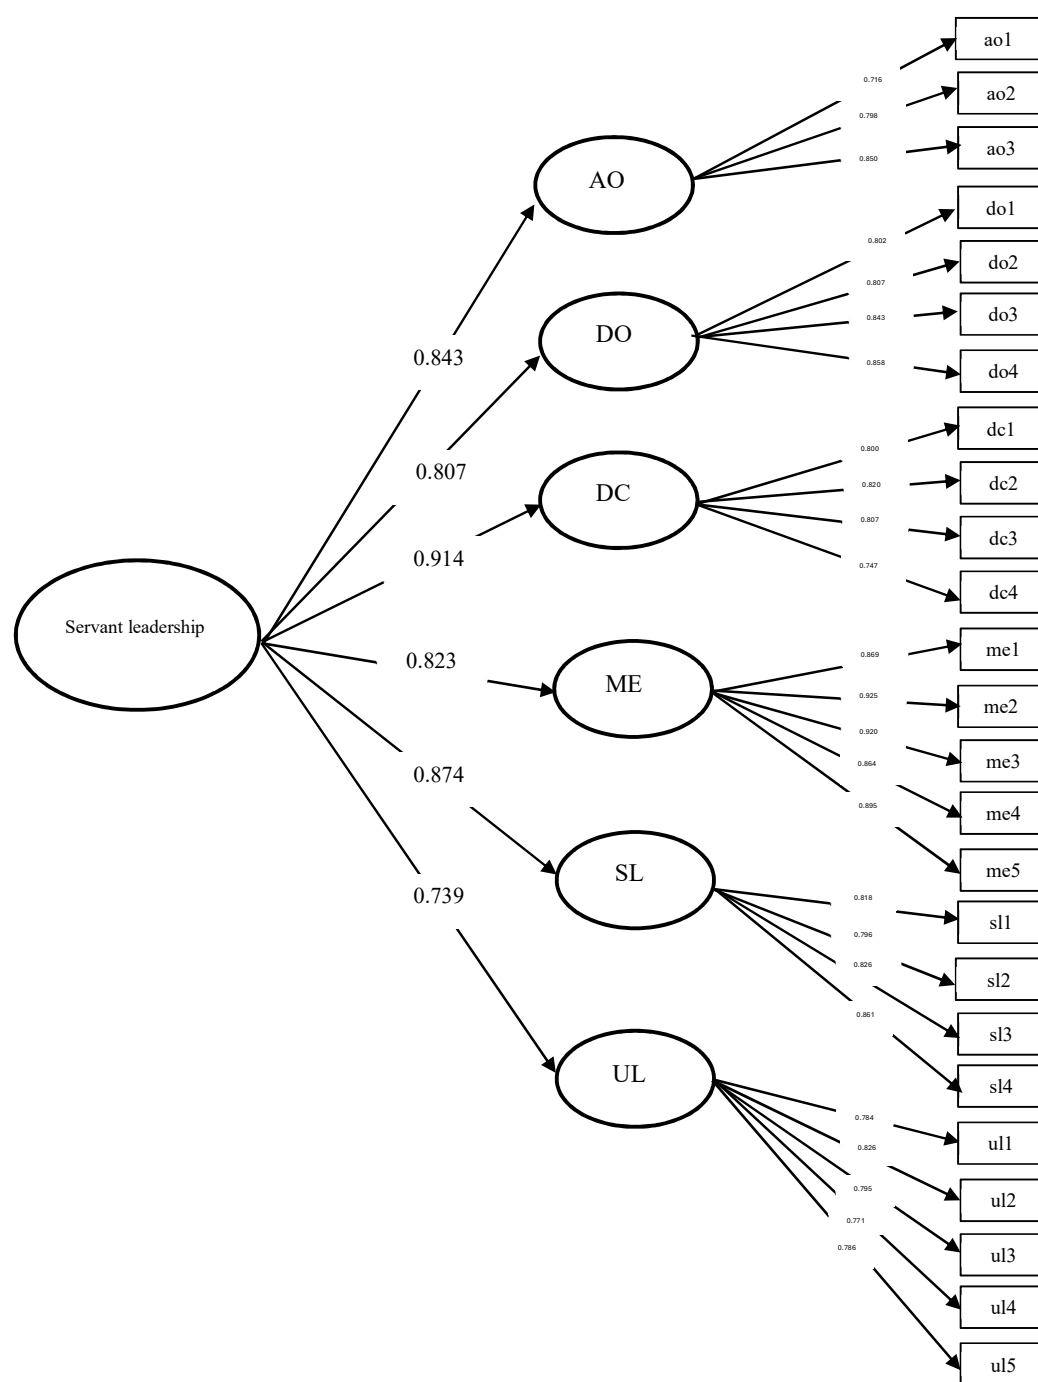 ao1
0.716
ao2
0.798
ao3
0.850
AO
do1
0.802
do2
0.807
do3
0.843
do4
0.858
DO
0.843
dc1
0.800
dc2
0.820
dc3
0.807
dc4
0.747
DC
0.807
0.914
Servant leadership
me1
0.869
me2
0.925
me3
0.920
me4
0.864
me5
0.895
ME
0.823
0.874
sl1
0.818
sl2
0.796
sl3
0.826
sl4
0.861
SL
0.739
ul1
0.784
ul2
0.826
ul3
0.795
ul4
0.771
ul5
0.786
UL